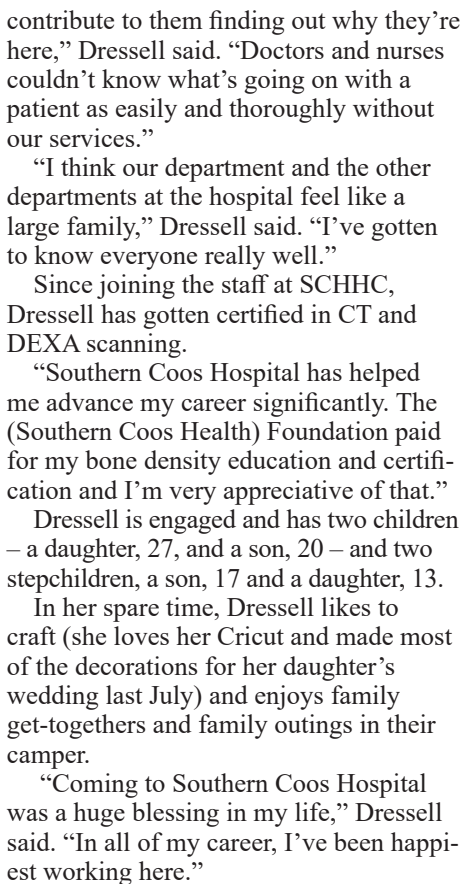 contribute to them finding out why they’re
here,” Dressell said. “Doctors and nurses
couldn’t know what’s going on with a
patient as easily and thoroughly without
our services.”
“I think our department and the other
departments at the hospital feel like a
large family,” Dressell said. “I’ve gotten
to know everyone really well.”
Since joining the staff at SCHHC,
Dressell has gotten certified in CT and
DEXA scanning.
“Southern Coos Hospital has helped
me advance my career significantly. The
(Southern Coos Health) Foundation paid
for my bone density education and certifi-
cation and I’m very appreciative of that.”
Dressell is engaged and has two children
– a daughter, 27, and a son, 20 – and two
stepchildren, a son, 17 and a daughter, 13.
In her spare time, Dressell likes to
craft (she loves her Cricut and made most
of the decorations for her daughter’s
wedding last July) and enjoys family
get-togethers and family outings in their
camper.
“Coming to Southern Coos Hospital
was a huge blessing in my life,” Dressell
said. “In all of my career, I’ve been happi-
est working here.”